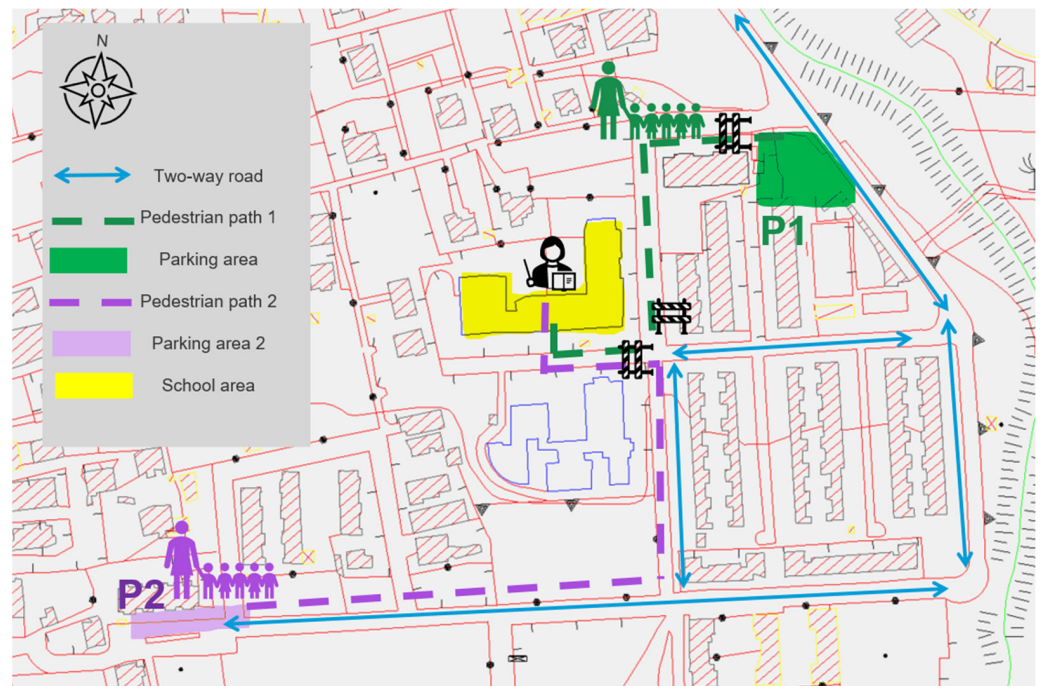 N
Two-way road
Pedestrian path 1
Parking area
Pedestrian path 2
Parking area 2
School area
P1
P2